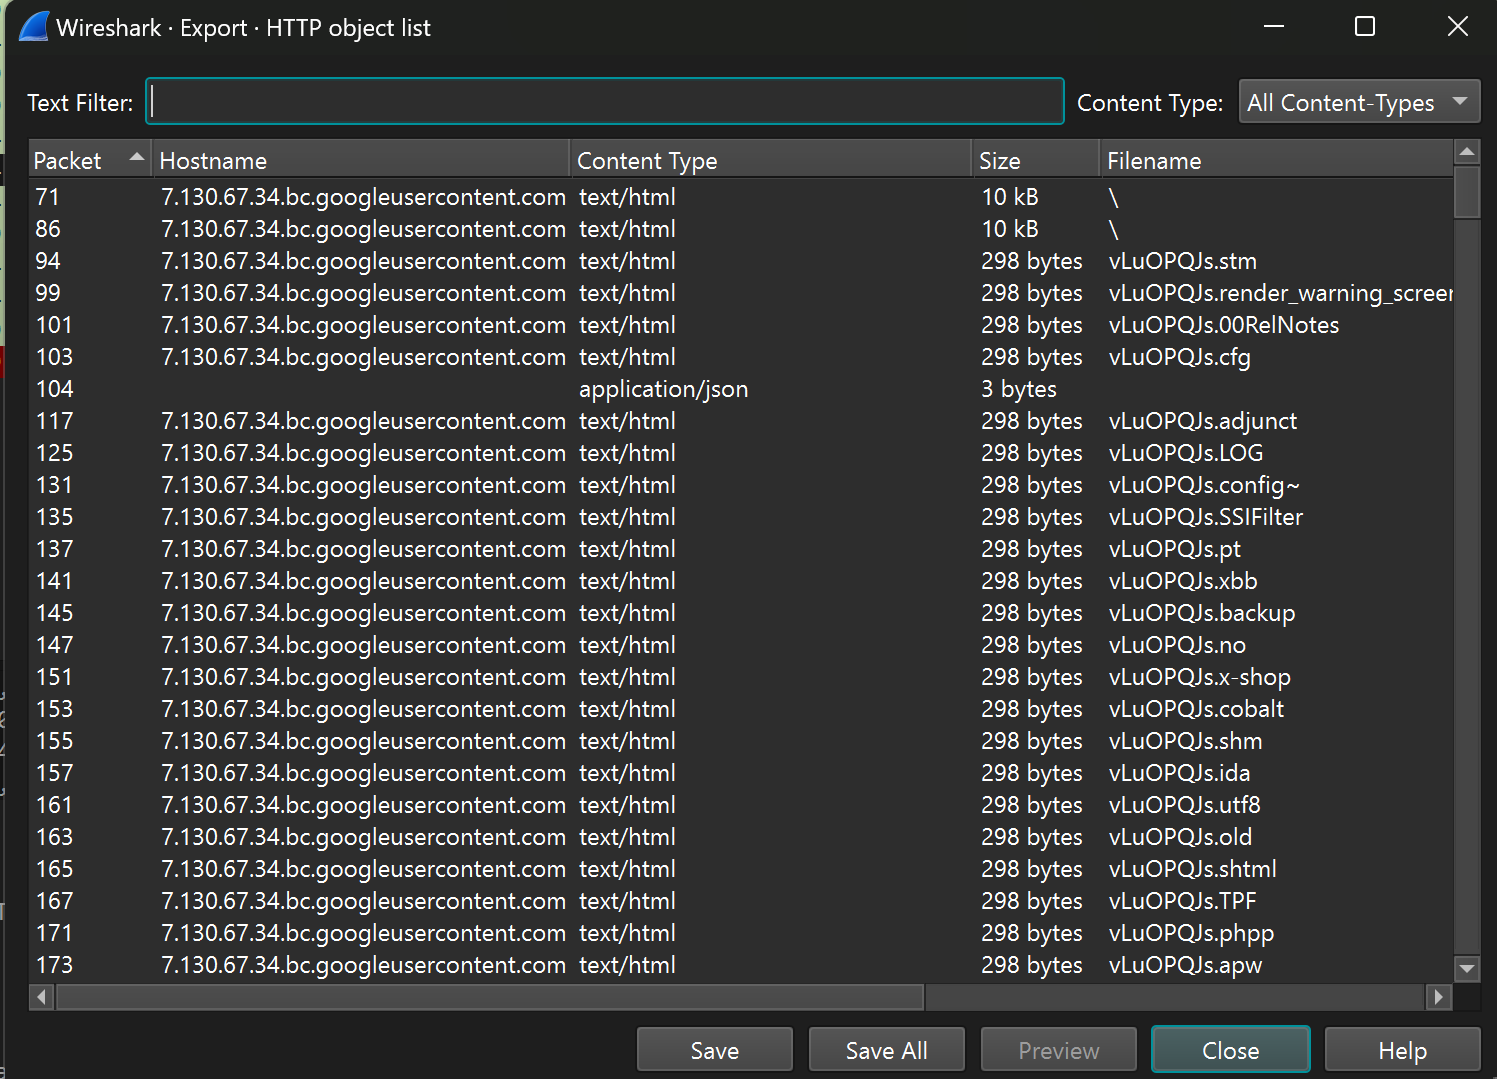 Wireshark · Export · HTTP object list
Text Filter: Content Type: All Content-Types
Packet Hostname Content Type Size Filename
71 7.130.67.34.bc.googleusercontent.com text/html 10 kB \
86 7.130.67.34.bc.googleusercontent.com text/html 10 kB \
94 7.130.67.34.bc.googleusercontent.com text/html 298 bytes vLuOPQJs.stm
99 7.130.67.34.bc.googleusercontent.com text/html 298 bytes vLuOPQJs.render_warning_screen
101 7.130.67.34.bc.googleusercontent.com text/html 298 bytes vLuOPQJs.00RelNotes
103 7.130.67.34.bc.googleusercontent.com text/html 298 bytes vLuOPQJs.cfg
104 application/json 3 bytes
117 7.130.67.34.bc.googleusercontent.com text/html 298 bytes vLuOPQJs.adjunct
125 7.130.67.34.bc.googleusercontent.com text/html 298 bytes vLuOPQJs.LOG
131 7.130.67.34.bc.googleusercontent.com text/html 298 bytes vLuOPQJs.config~
135 7.130.67.34.bc.googleusercontent.com text/html 298 bytes vLuOPQJs.SSIFilter
137 7.130.67.34.bc.googleusercontent.com text/html 298 bytes vLuOPQJs.pt
141 7.130.67.34.bc.googleusercontent.com text/html 298 bytes vLuOPQJs.xbb
145 7.130.67.34.bc.googleusercontent.com text/html 298 bytes vLuOPQJs.backup
147 7.130.67.34.bc.googleusercontent.com text/html 298 bytes vLuOPQJs.no
151 7.130.67.34.bc.googleusercontent.com text/html 298 bytes vLuOPQJs.x-shop
153 7.130.67.34.bc.googleusercontent.com text/html 298 bytes vLuOPQJs.cobalt
155 7.130.67.34.bc.googleusercontent.com text/html 298 bytes vLuOPQJs.shm
157 7.130.67.34.bc.googleusercontent.com text/html 298 bytes vLuOPQJs.ida
161 7.130.67.34.bc.googleusercontent.com text/html 298 bytes vLuOPQJs.utf8
163 7.130.67.34.bc.googleusercontent.com text/html 298 bytes vLuOPQJs.old
165 7.130.67.34.bc.googleusercontent.com text/html 298 bytes vLuOPQJs.shtml
167 7.130.67.34.bc.googleusercontent.com text/html 298 bytes vLuOPQJs.TPF
171 7.130.67.34.bc.googleusercontent.com text/html 298 bytes vLuOPQJs.phpp
173 7.130.67.34.bc.googleusercontent.com text/html 298 bytes vLuOPQJs.apw
Save Save All Preview Close Help